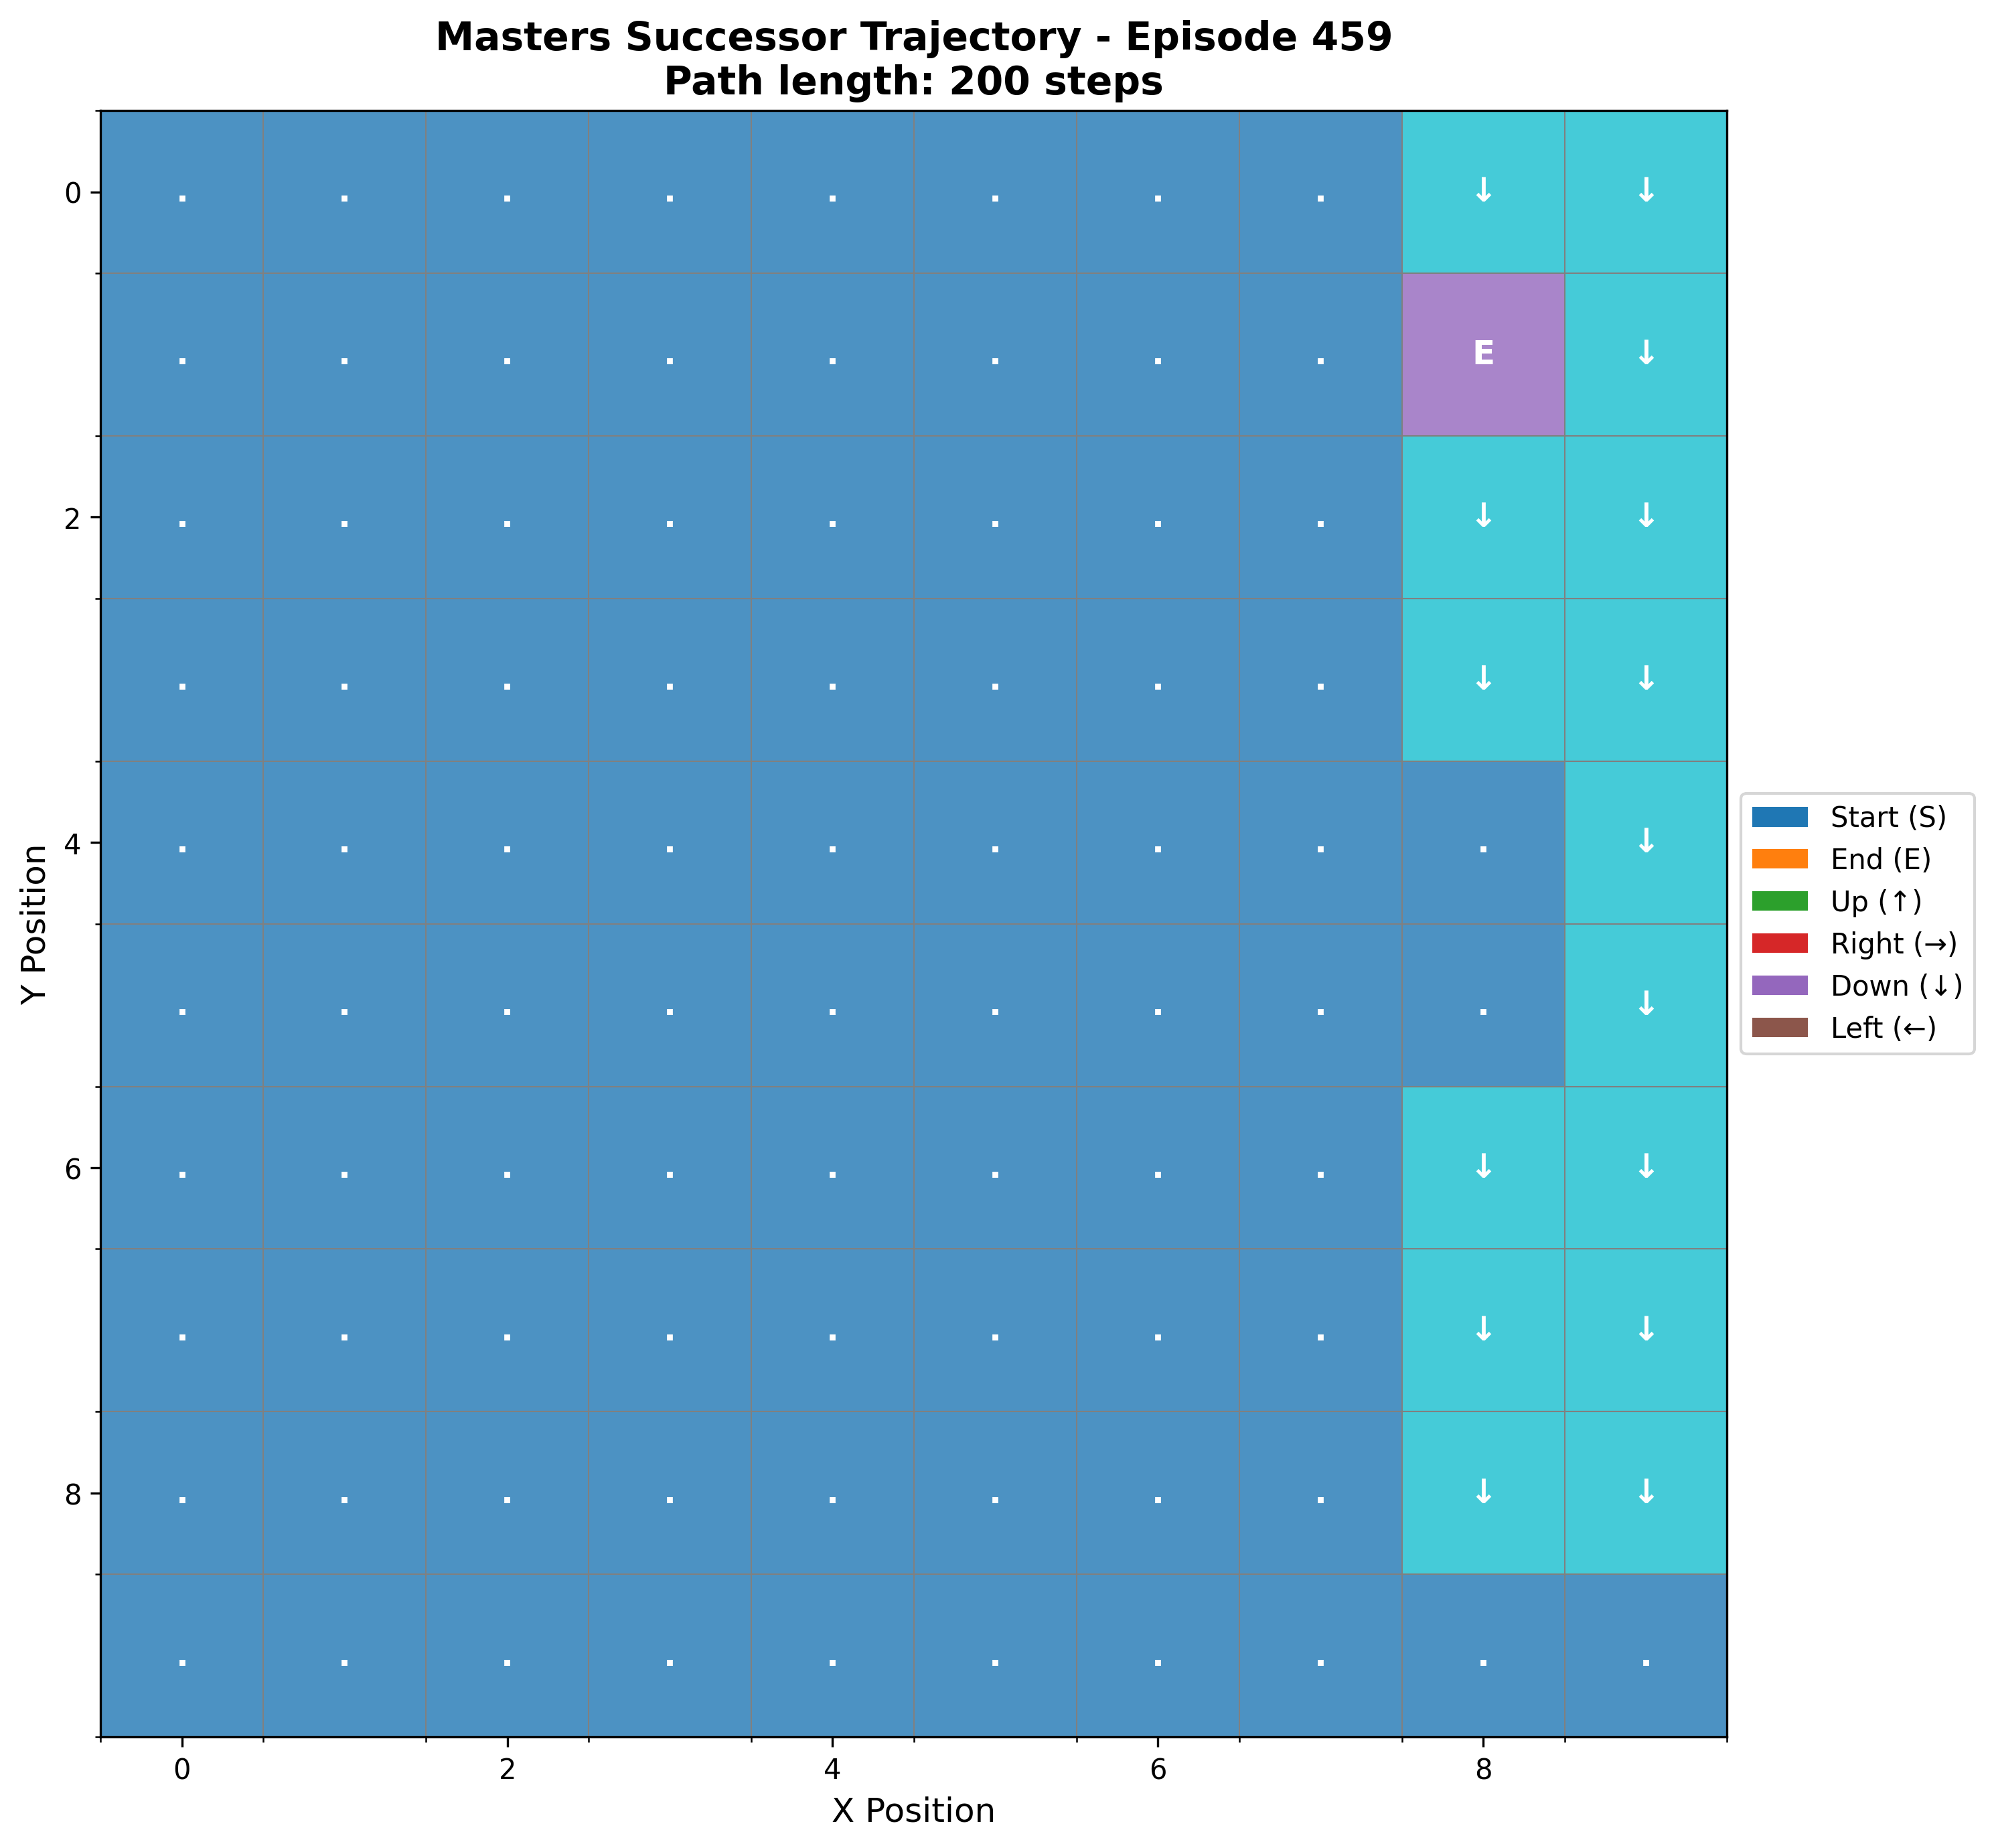 Masters Successor Trajectory - Episode 459
Path length: 200 steps
0 · · · · · · · · ↓ ↓
· · · · · · · · E ↓
2 · · · · · · · · ↓ ↓
· · · · · · · · ↓ ↓
4 · · · · · · · · · ↓
· · · · · · · · · ↓
6 · · · · · · · · ↓ ↓
· · · · · · · · ↓ ↓
8 · · · · · · · · ↓ ↓
· · · · · · · · · ·
0 2 4 6 8
X Position
Y Position
Start (S)
End (E)
Up (↑)
Right (→)
Down (↓)
Left (←)